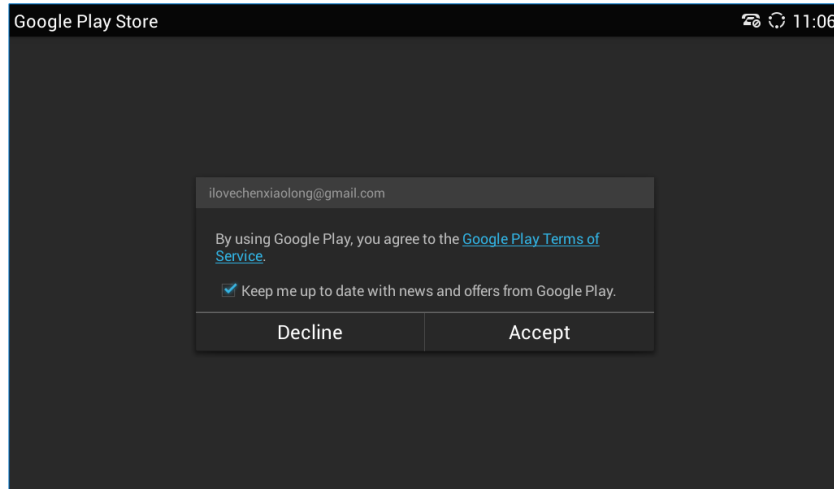 Google Play Store
11:06
ilovechenxiaolong@gmail.com
By using Google Play, you agree to the Google Play Terms of
Service.
Keep me up to date with news and offers from Google Play.
Decline
Accept